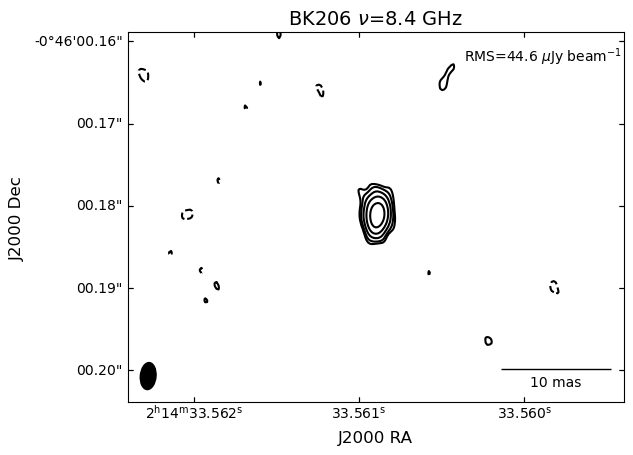 BK206 ν=8.4 GHz
RMS=44.6 μJy beam⁻¹
-0°46'00.16"
00.17"
00.18"
00.19"
00.20"
J2000 Dec
10 mas
2ʰ14ᵐ33.562ˢ
33.561ˢ
33.560ˢ
J2000 RA